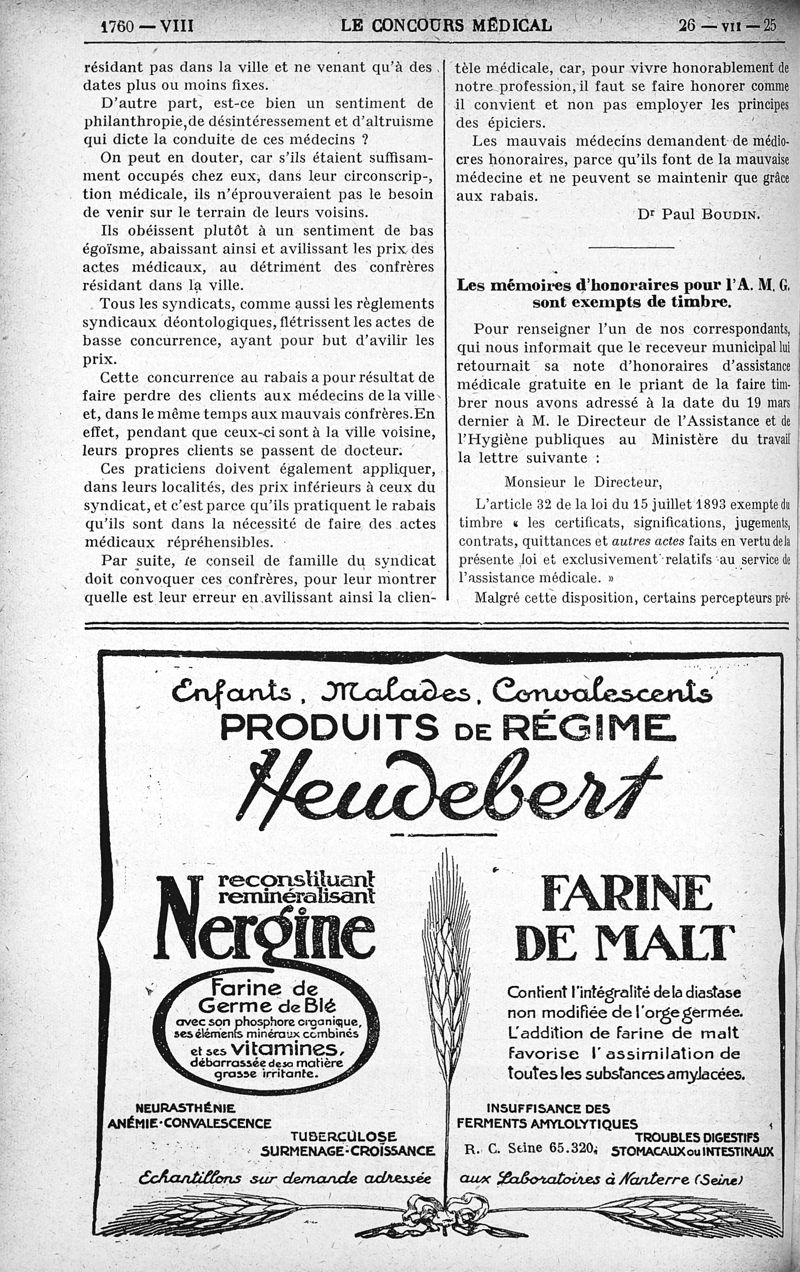 1760 — VIII LE CONCOURS MÉDICAL 26 — VII — 25
résidant pas dans la ville et ne venant qu'à des
dates plus ou moins fixes.
D'autre part, est-ce bien un sentiment de
philanthropie, de désintéressement et d'altruisme
qui dicte la conduite de ces médecins ?
On peut en douter, car s'ils étaient suffisam-
ment occupés chez eux, dans leur circonscrip-,
tion médicale, ils n'éprouveraient pas le besoin
de venir sur le terrain de leurs voisins.
Ils obéissent plutôt à un sentiment de bas
égoïsme, abaissant ainsi et avilissant les prix des
actes médicaux, au détriment des confrères
résidant dans la ville.
Tous les syndicats, comme aussi les règlements
syndicaux déontologiques, flétrissent les actes de
basse concurrence, ayant pour but d'avilir les
prix.
Cette concurrence au rabais a pour résultat de
faire perdre des clients aux médecins de la ville
et, dans le même temps aux mauvais confrères. En
effet, pendant que ceux-ci sont à la ville voisine,
leurs propres clients se passent de docteur.
Ces praticiens doivent également appliquer,
dans leurs localités, des prix inférieurs à ceux du
syndicat, et c'est parce qu'ils pratiquent le rabais
qu'ils sont dans la nécessité de faire des actes
médicaux répréhensibles.
Par suite, le conseil de famille du syndicat
doit convoquer ces confrères, pour leur montrer
quelle est leur erreur en avilissant ainsi la clien-
tèle médicale, car, pour vivre honorablement de
notre profession, il faut se faire honorer comme
il convient et non pas employer les principes
des épiciers.
Les mauvais médecins demandent de médio-
cres honoraires, parce qu'ils font de la mauvaise
médecine et ne peuvent se maintenir que grâce
aux rabais.
Dr Paul BOUDIN.
Les mémoires d'honoraires pour l'A. M. G.
sont exempts de timbre.
Pour renseigner l'un de nos correspondants,
qui nous informait que le receveur municipal lui
retournait sa note d'honoraires d'assistance
médicale gratuite en le priant de la faire tim-
brer nous avons adressé à la date du 19 mars
dernier à M. le Directeur de l'Assistance et de
l'Hygiène publiques au Ministère du travail
la lettre suivante :
Monsieur le Directeur,
L'article 32 de la loi du 15 juillet 1893 exempte du
timbre « les certificats, significations, jugements,
contrats, quittances et autres actes faits en vertu de la
présente loi et exclusivement relatifs au service de
l'assistance médicale. »
Malgré cette disposition, certains percepteurs pré-
Enfants, Malades, Convalescents
PRODUITS DE RÉGIME
Heudebert
reconstituant
reminéralisant
Nergine
Farine de
Germe de Blé
avec son phosphore organique,
ses éléments minéraux combinés
et ses vitamines,
débarrassée de sa matière
grasse irritante.
NEURASTHÉNIE
ANÉMIE-CONVALESCENCE
TUBERCULOSE
SURMENAGE-CROISSANCE
FARINE
DE MALT
Contient l'intégralité de la diastase
non modifiée de l'orge germée.
L'addition de farine de malt
favorise l'assimilation de
toutes les substances amylacées.
INSUFFISANCE DES
FERMENTS AMYLOLYTIQUES
TROUBLES DIGESTIFS
R. C. Seine 65.320. STOMACAUX ou INTESTINAUX
Echantillons sur demande adressée aux Laboratoires à Nanterre (Seine)